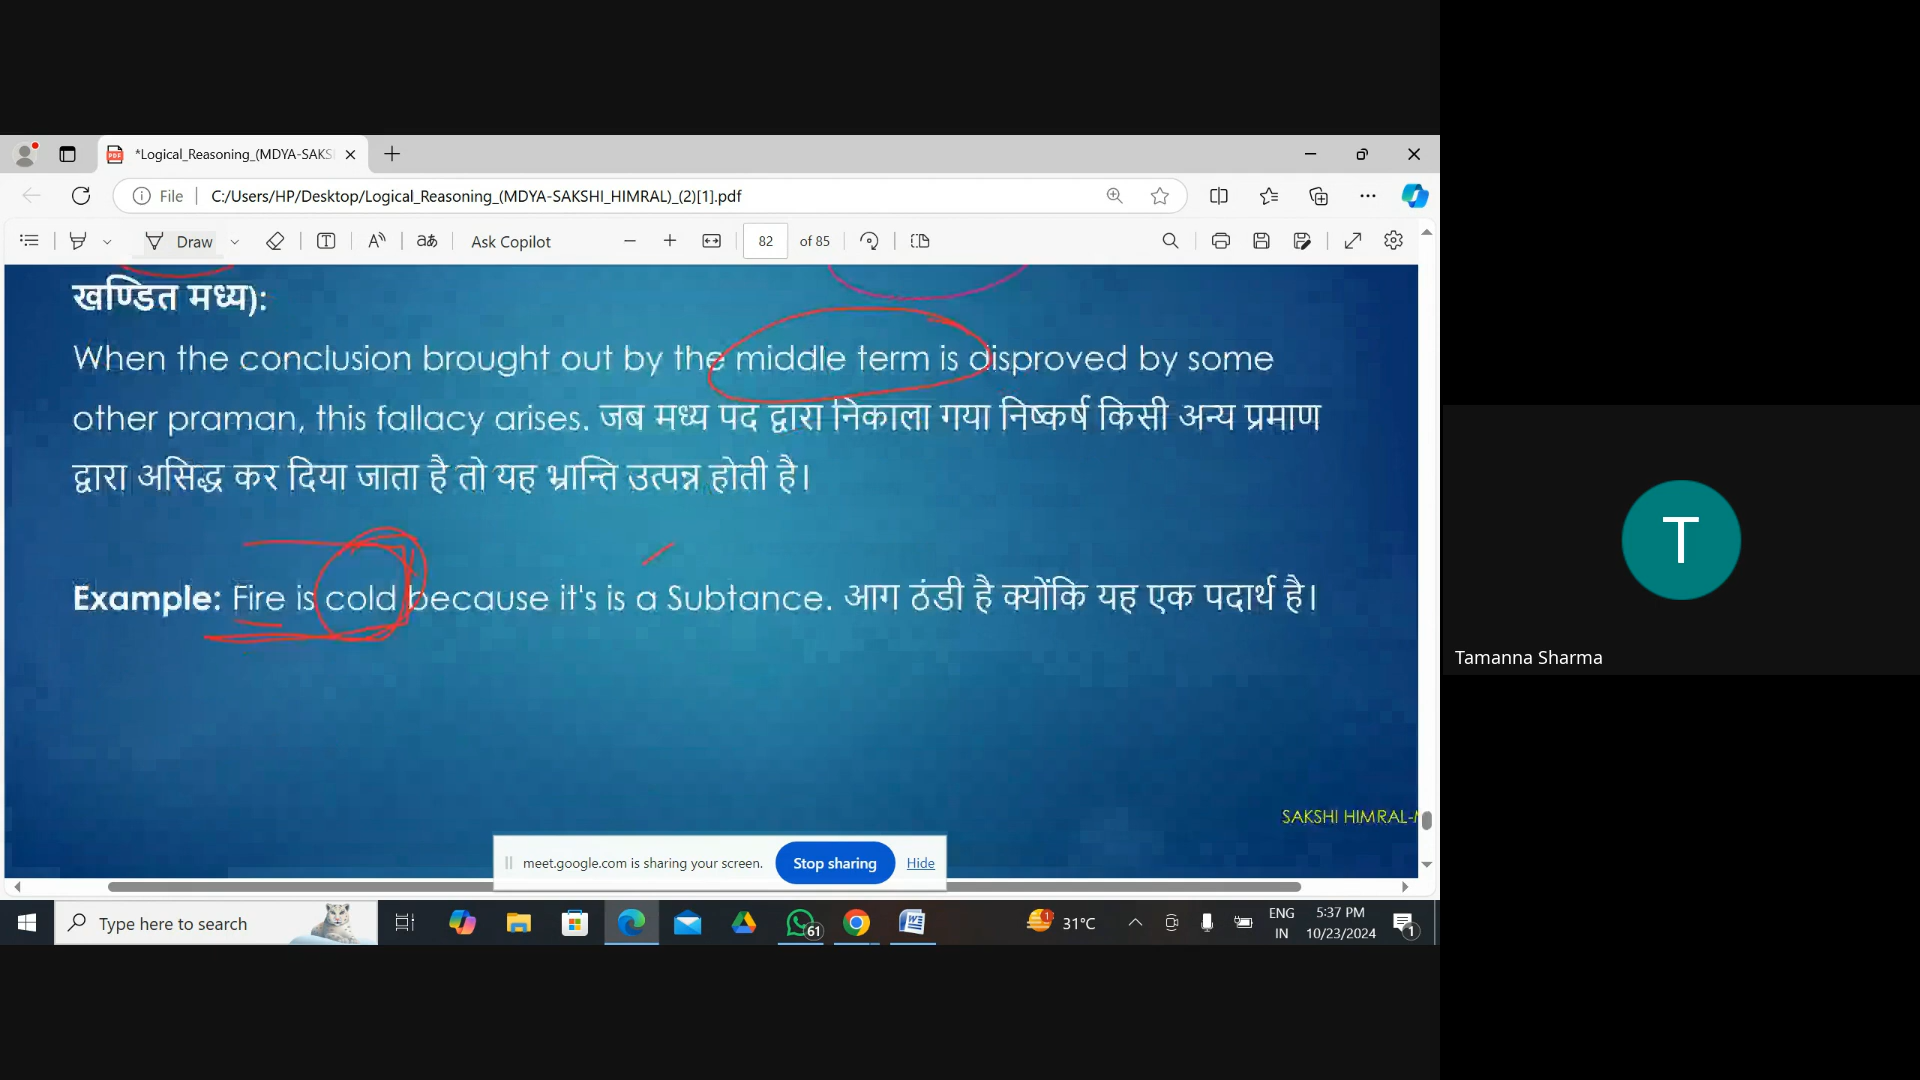 *Logical_Reasoning_(MDYA-SAKS
File
C:/Users/HP/Desktop/Logical_Reasoning_(MDYA-SAKSHI_HIMRAL)_(2)[1].pdf
Draw
Ask Copilot
82 of 85
खण्डित मध्य):
When the conclusion brought out by the middle term is disproved by some
other praman, this fallacy arises. जब मध्य पद द्वारा निकाला गया निष्कर्ष किसी अन्य प्रमाण
द्वारा असिद्ध कर दिया जाता है तो यह भ्रान्ति उत्पन्न होती है।
Example: Fire is cold because it's is a Subtance. आग ठंडी है क्योंकि यह एक पदार्थ है।
SAKSHI HIMRAL-
meet.google.com is sharing your screen.
Stop sharing
Hide
Type here to search
61
31°C
ENG
IN
5:37 PM
10/23/2024
1
T
Tamanna Sharma